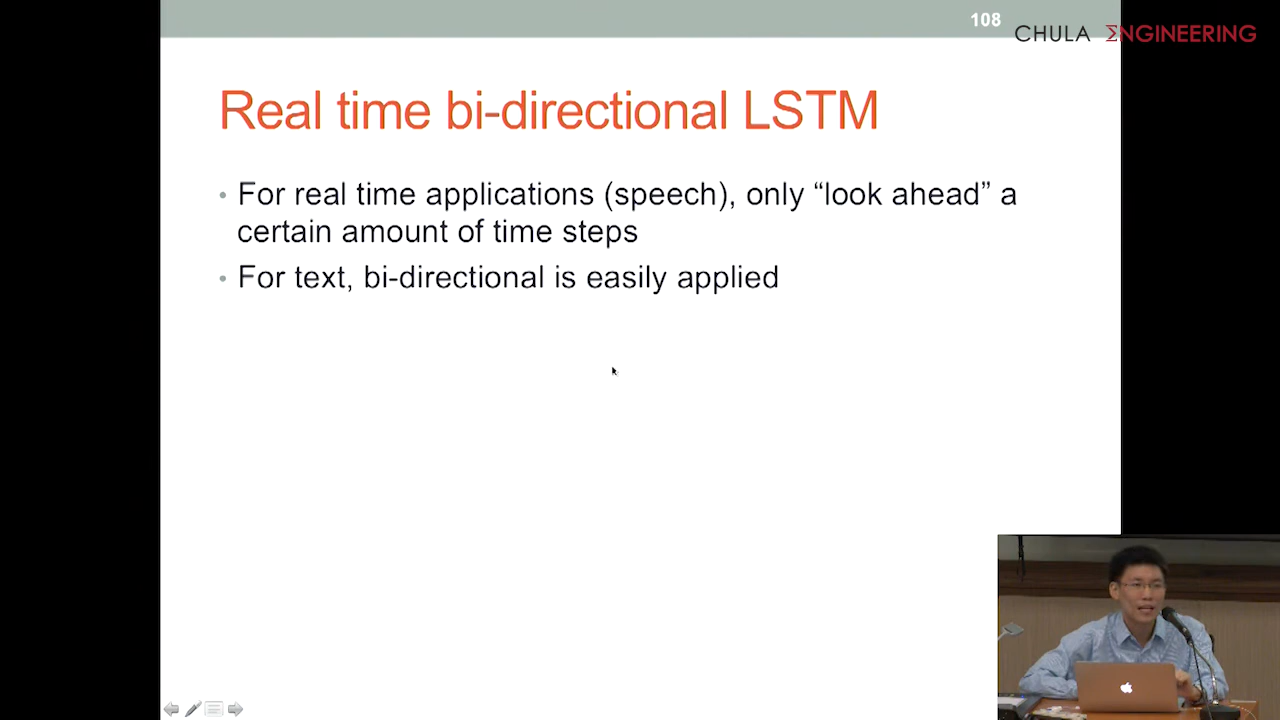 108
CHULA ΣNGINEERING
Real time bi-directional LSTM
• For real time applications (speech), only “look ahead” a
certain amount of time steps
• For text, bi-directional is easily applied